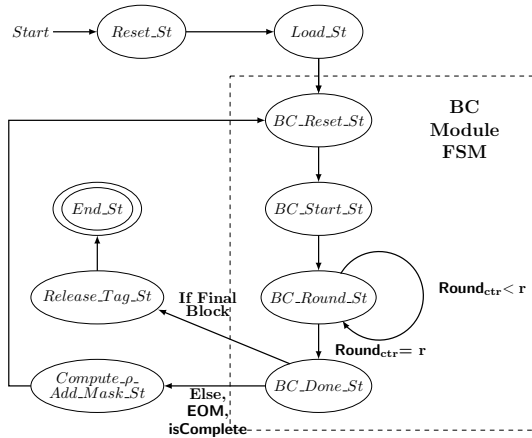 Start
Reset_St
Load_St
BC
Module
FSM
BC_Reset_St
BC_Start_St
End_St
BC_Round_St
Round_ctr < r
Release_Tag_St
If Final
Block
Round_ctr = r
Compute_ρ_
Add_Mask_St
BC_Done_St
Else,
EOM,
isComplete